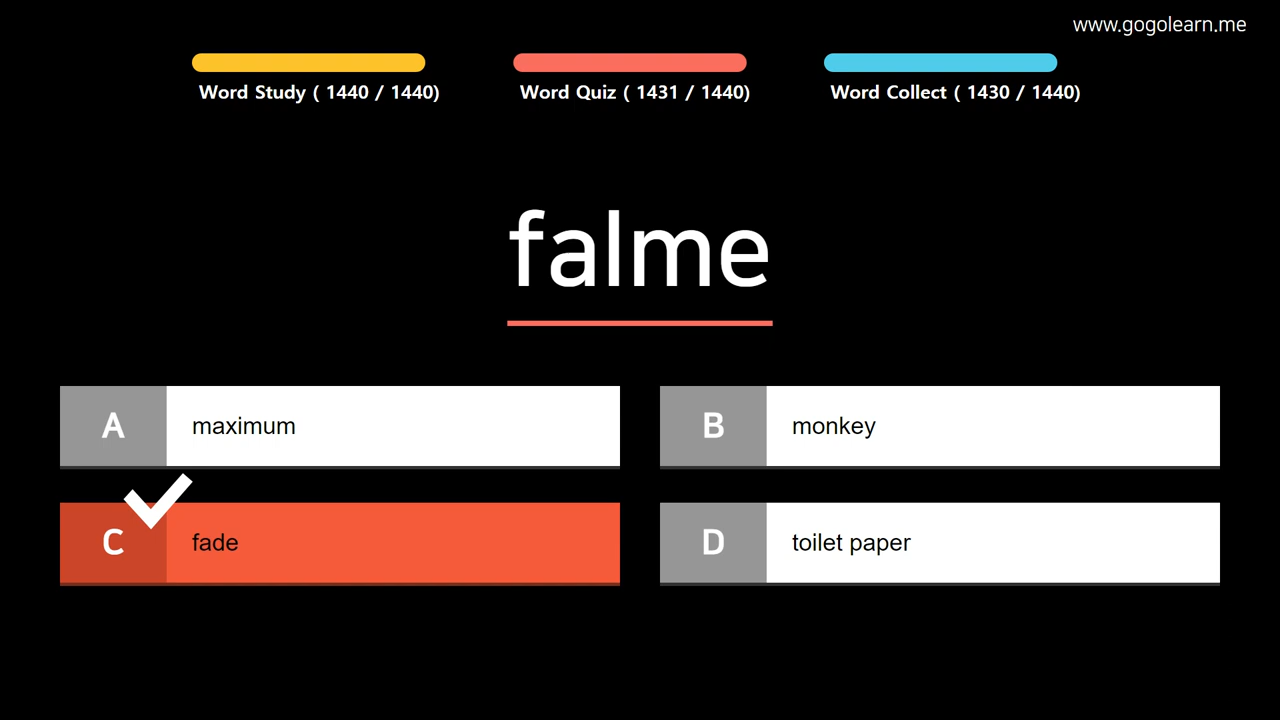 www.gogolearn.me
Word Study ( 1440 / 1440)
Word Quiz ( 1431 / 1440)
Word Collect ( 1430 / 1440)
falme
A maximum
B monkey
C fade
D toilet paper